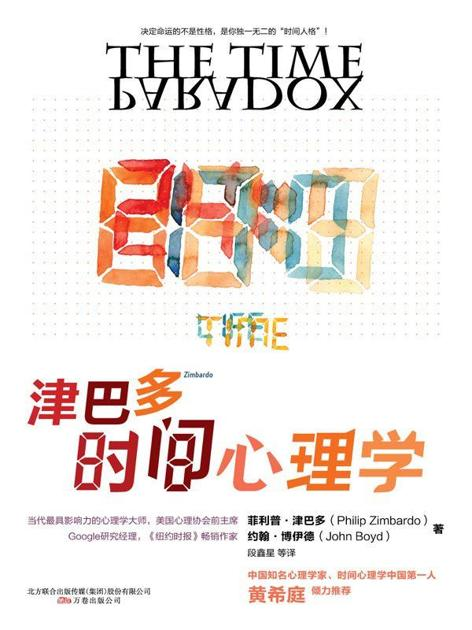 决定命运的不是性格，是你独一无二的“时间人格”！
THE TIME
PARADOX
TIME
Zimbardo
津巴多
时间心理学
当代最具影响力的心理学大师，美国心理协会前主席
Google研究经理，《纽约时报》畅销作家
菲利普·津巴多（Philip Zimbardo）
约翰·博伊德（John Boyd） 著
段鑫星 等译
中国知名心理学家、时间心理学中国第一人
黄希庭 倾力推荐
北方联合出版传媒(集团)股份有限公司
万卷出版公司